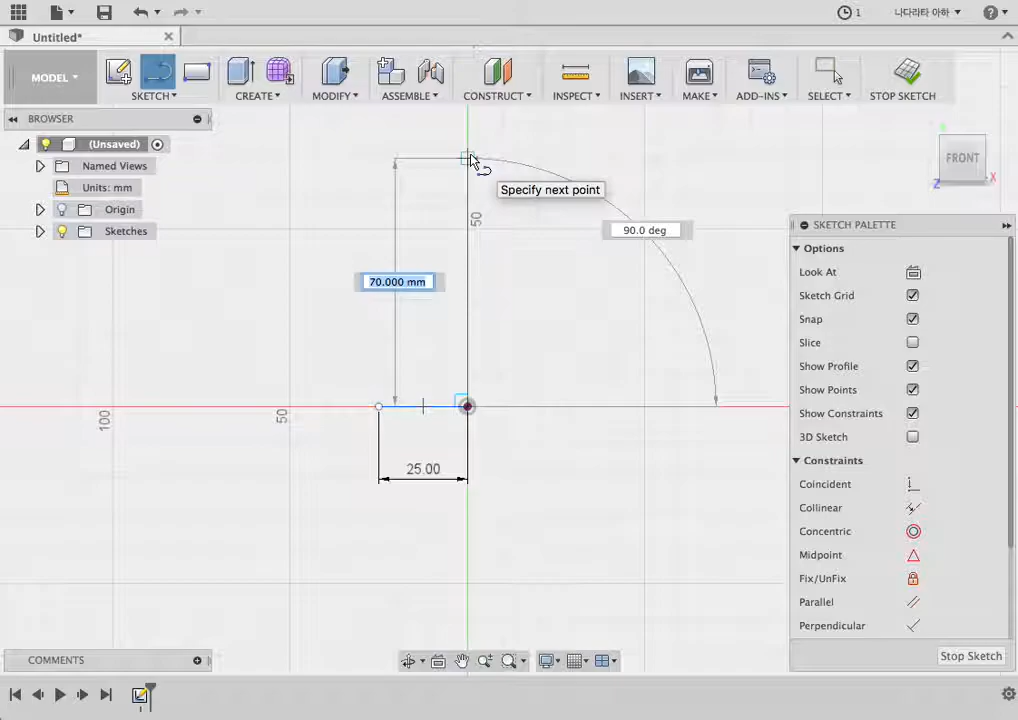 1
나다라타 아하
?
Untitled*
MODEL
SKETCH
CREATE
MODIFY
ASSEMBLE
CONSTRUCT
INSPECT
INSERT
MAKE
ADD-INS
SELECT
STOP SKETCH
BROWSER
(Unsaved)
Named Views
Units: mm
Origin
Sketches
FRONT
Z
X
Specify next point
50
90.0 deg
70.000 mm
100
50
25.00
SKETCH PALETTE
Options
Look At
Sketch Grid
Snap
Slice
Show Profile
Show Points
Show Constraints
3D Sketch
Constraints
Coincident
Collinear
Concentric
Midpoint
Fix/UnFix
Parallel
Perpendicular
Stop Sketch
COMMENTS